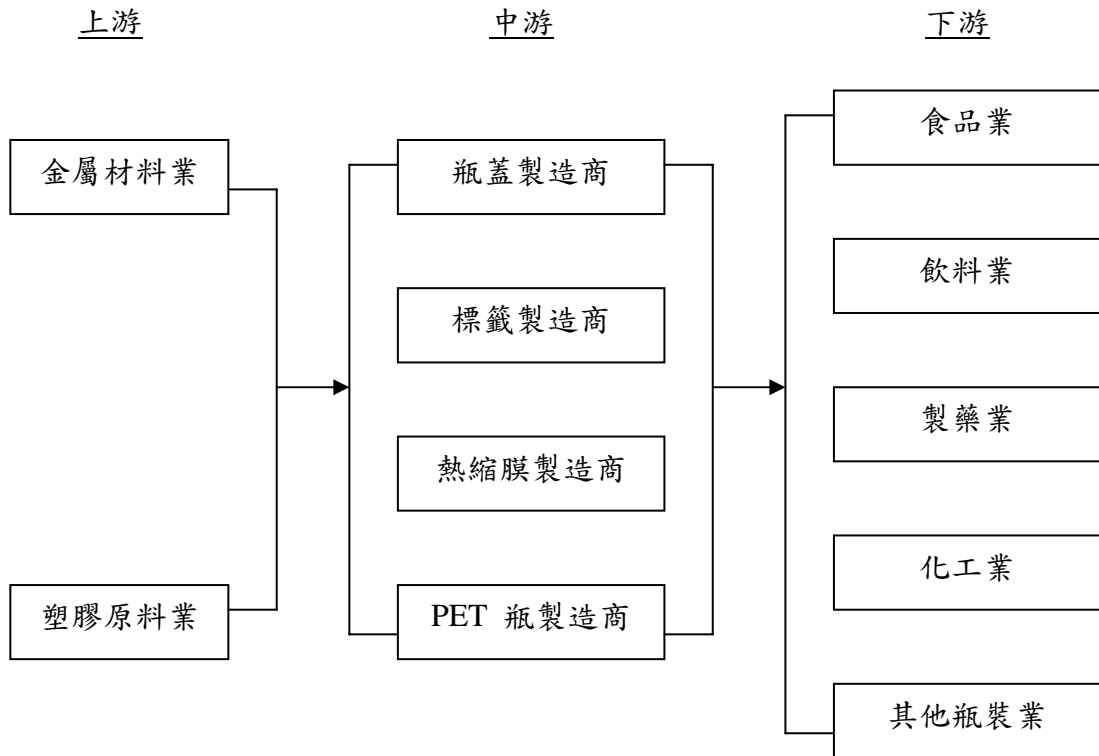 上游
中游
下游
金屬材料業
塑膠原料業
瓶蓋製造商
標籤製造商
熱縮膜製造商
PET 瓶製造商
食品業
飲料業
製藥業
化工業
其他瓶裝業